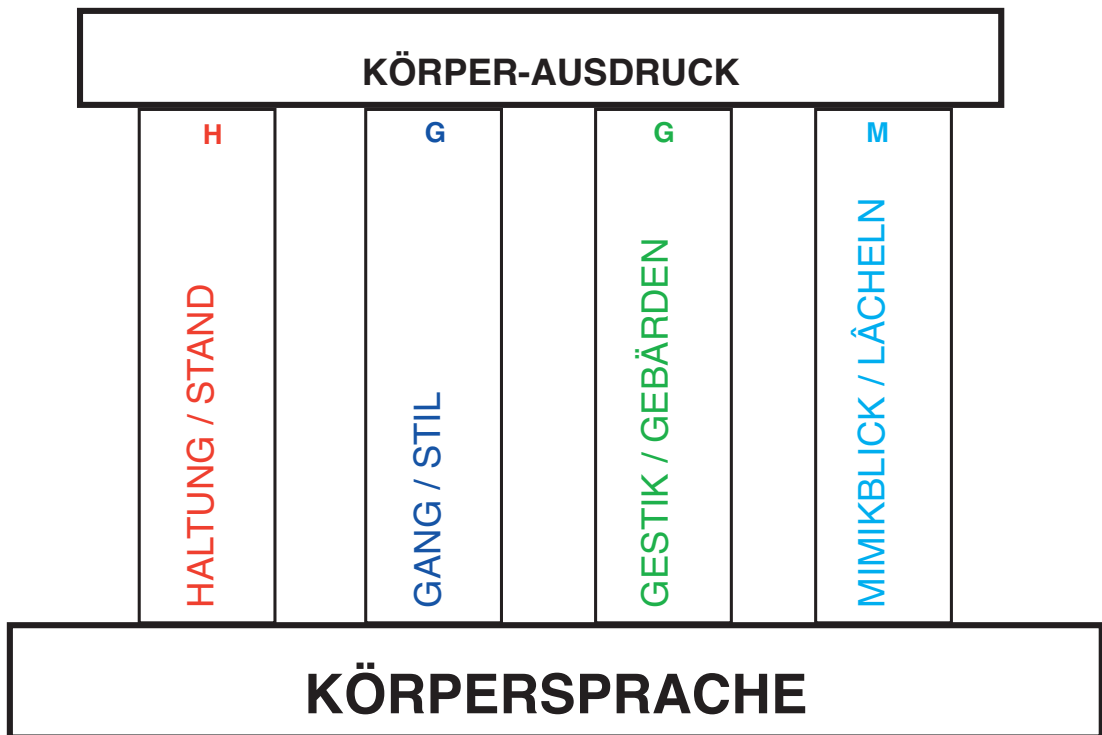 KÖRPER-AUSDRUCK
H
HALTUNG / STAND
G
GANG / STIL
G
GESTIK / GEBÄRDEN
M
MIMIKBLICK / LÂCHELN
KÖRPERSPRACHE